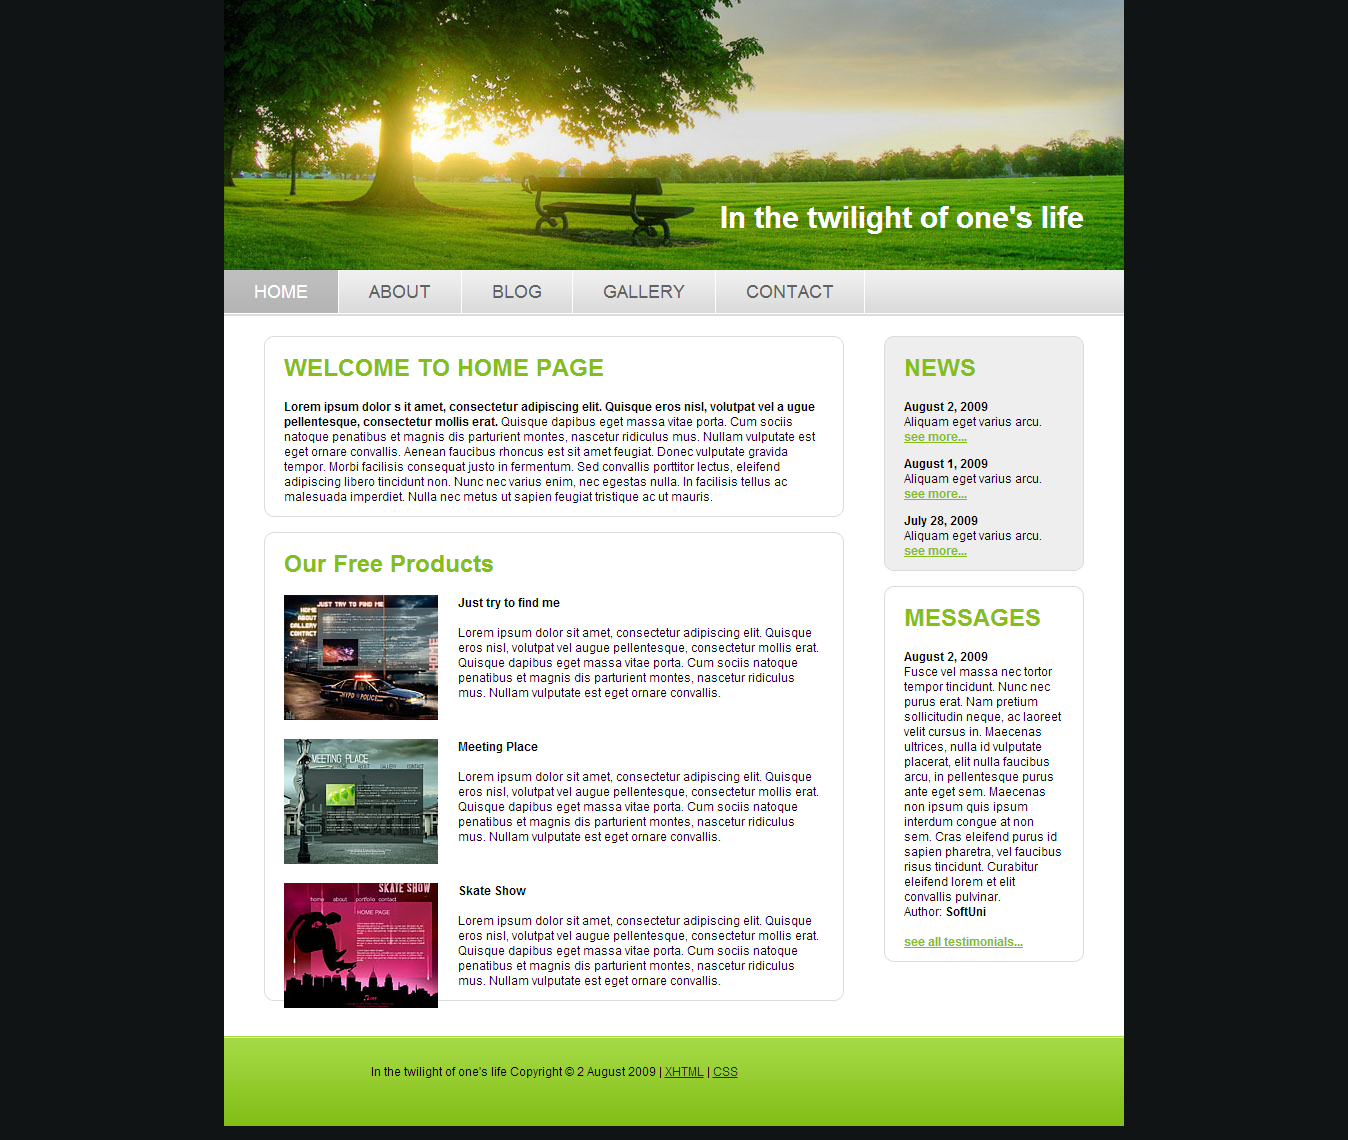 In the twilight of one's life
HOME ABOUT BLOG GALLERY CONTACT
WELCOME TO HOME PAGE
Lorem ipsum dolor s it amet, consectetur adipiscing elit. Quisque eros nisl, volutpat vel a ugue
pellentesque, consectetur mollis erat. Quisque dapibus eget massa vitae porta. Cum sociis
natoque penatibus et magnis dis parturient montes, nascetur ridiculus mus. Nullam vulputate est
eget ornare convallis. Aenean faucibus rhoncus est sit amet feugiat. Donec vulputate gravida
tempor. Morbi facilisis consequat justo in fermentum. Sed convallis porttitor lectus, eleifend
adipiscing libero tincidunt non. Nunc nec varius enim, nec egestas nulla. In facilisis tellus ac
malesuada imperdiet. Nulla nec metus ut sapien feugiat tristique ac ut mauris.
Our Free Products
JUST TRY TO FIND ME
HOME
ABOUT
GALLERY
CONTACT
NYPD POLICE
Just try to find me
Lorem ipsum dolor sit amet, consectetur adipiscing elit. Quisque
eros nisl, volutpat vel augue pellentesque, consectetur mollis erat.
Quisque dapibus eget massa vitae porta. Cum sociis natoque
penatibus et magnis dis parturient montes, nascetur ridiculus
mus. Nullam vulputate est eget ornare convallis.
MEETING PLACE
HOME ABOUT GALLERY CONTACT
HOME
Meeting Place
Lorem ipsum dolor sit amet, consectetur adipiscing elit. Quisque
eros nisl, volutpat vel augue pellentesque, consectetur mollis erat.
Quisque dapibus eget massa vitae porta. Cum sociis natoque
penatibus et magnis dis parturient montes, nascetur ridiculus
mus. Nullam vulputate est eget ornare convallis.
SKATE SHOW
home about portfolio contact
HOME PAGE
Skate Show
Lorem ipsum dolor sit amet, consectetur adipiscing elit. Quisque
eros nisl, volutpat vel augue pellentesque, consectetur mollis erat.
Quisque dapibus eget massa vitae porta. Cum sociis natoque
penatibus et magnis dis parturient montes, nascetur ridiculus
mus. Nullam vulputate est eget ornare convallis.
NEWS
August 2, 2009
Aliquam eget varius arcu.
see more...
August 1, 2009
Aliquam eget varius arcu.
see more...
July 28, 2009
Aliquam eget varius arcu.
see more...
MESSAGES
August 2, 2009
Fusce vel massa nec tortor
tempor tincidunt. Nunc nec
purus erat. Nam pretium
sollicitudin neque, ac laoreet
velit cursus in. Maecenas
ultrices, nulla id vulputate
placerat, elit nulla faucibus
arcu, in pellentesque purus
ante eget sem. Maecenas
non ipsum quis ipsum
interdum congue at non
sem. Cras eleifend purus id
sapien pharetra, vel faucibus
risus tincidunt. Curabitur
eleifend lorem et elit
convallis pulvinar.
Author: SoftUni
see all testimonials...
In the twilight of one's life Copyright © 2 August 2009 | XHTML | CSS